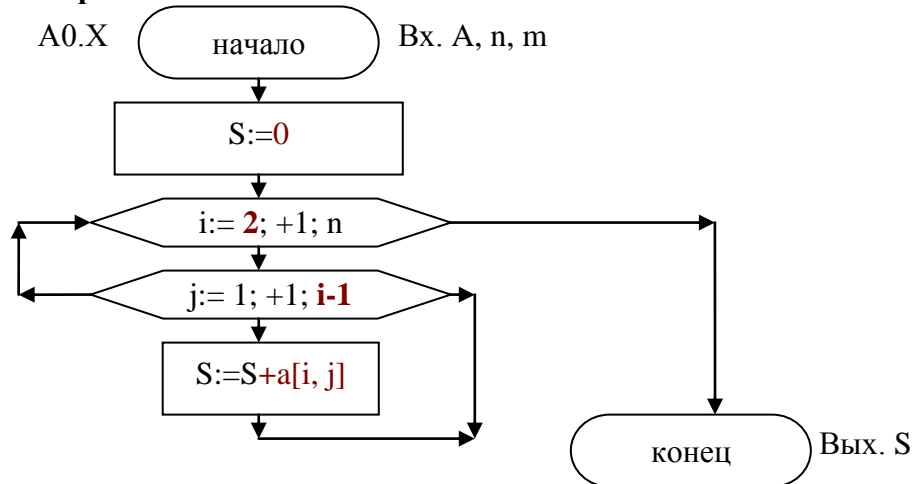 A0.X
начало
Вх. A, n, m
S:=0
i:= 2; +1; n
j:= 1; +1; i-1
S:=S+a[i, j]
конец
Вых. S